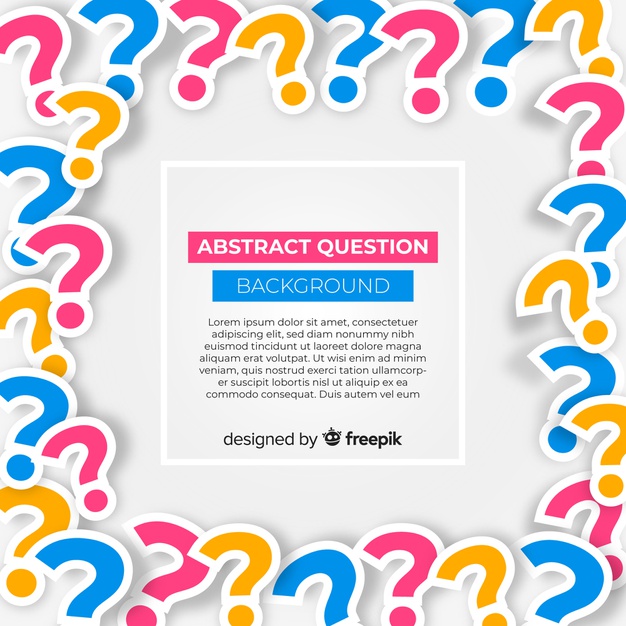 ABSTRACT QUESTION
BACKGROUND
Lorem ipsum dolor sit amet, consectetuer
adipiscing elit, sed diam nonummy nibh
euismod tincidunt ut laoreet dolore magna
aliquam erat volutpat. Ut wisi enim ad minim
veniam, quis nostrud exerci tation ullamcorp-
er suscipit lobortis nisl ut aliquip ex ea
commodo consequat. Duis autem vel eum
designed by freepik